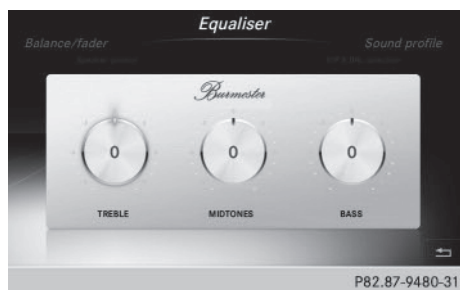 Equaliser
Balance/fader
Sound profile
Burmester
0
0
0
TREBLE
MIDTONES
BASS
P82.87-9480-31